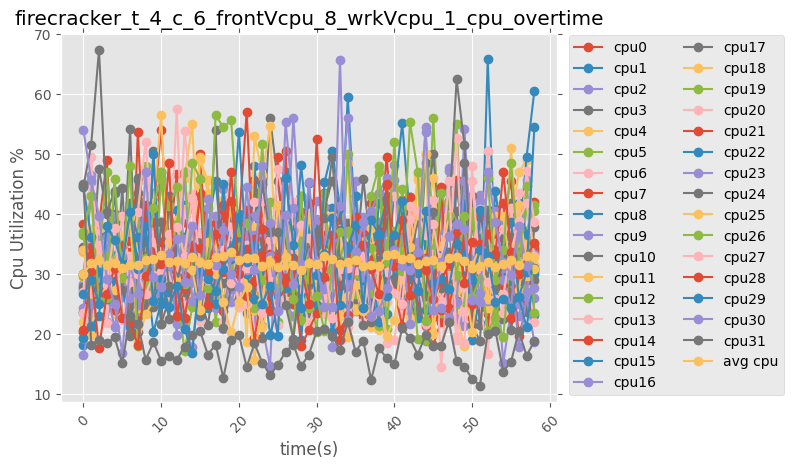 firecracker_t_4_c_6_frontVcpu_8_wrkVcpu_1_cpu_overtime
Cpu Utilization %
70
60
50
40
30
20
10
0
10
20
30
40
50
60
time(s)
cpu0
cpu1
cpu2
cpu3
cpu4
cpu5
cpu6
cpu7
cpu8
cpu9
cpu10
cpu11
cpu12
cpu13
cpu14
cpu15
cpu16
cpu17
cpu18
cpu19
cpu20
cpu21
cpu22
cpu23
cpu24
cpu25
cpu26
cpu27
cpu28
cpu29
cpu30
cpu31
avg cpu